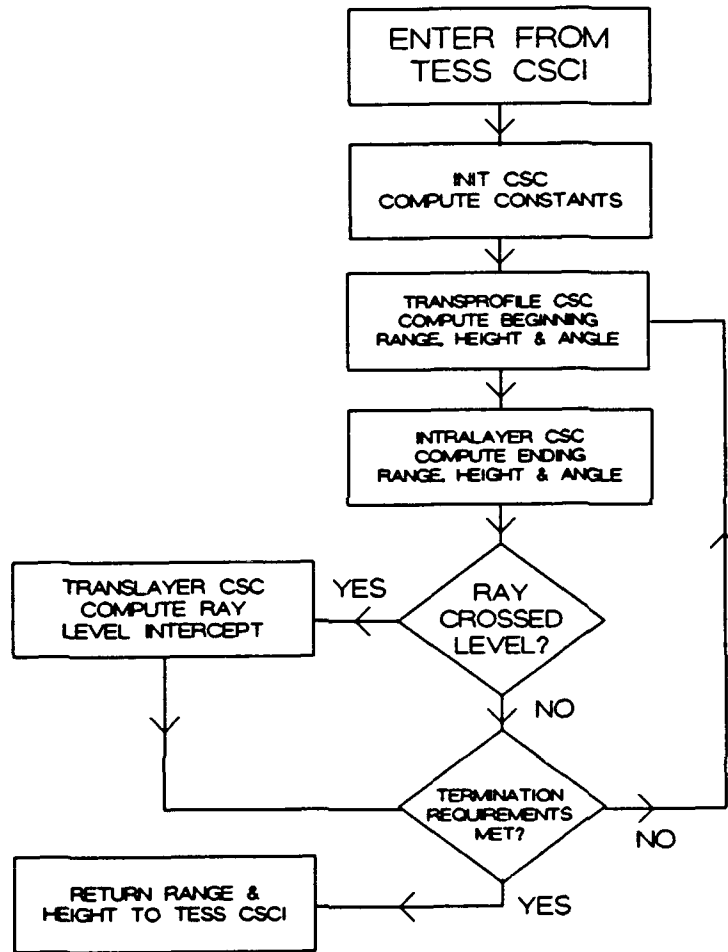 ENTER FROM
TESS CSCI
INIT CSC
COMPUTE CONSTANTS
TRANSPROFILE CSC
COMPUTE BEGINNING
RANGE, HEIGHT & ANGLE
INTRALAYER CSC
COMPUTE ENDING
RANGE, HEIGHT & ANGLE
RAY
CROSSED
LEVEL?
YES
TRANSLAYER CSC
COMPUTE RAY
LEVEL INTERCEPT
NO
TERMINATION
REQUIREMENTS
MET?
NO
YES
RETURN RANGE &
HEIGHT TO TESS CSCI